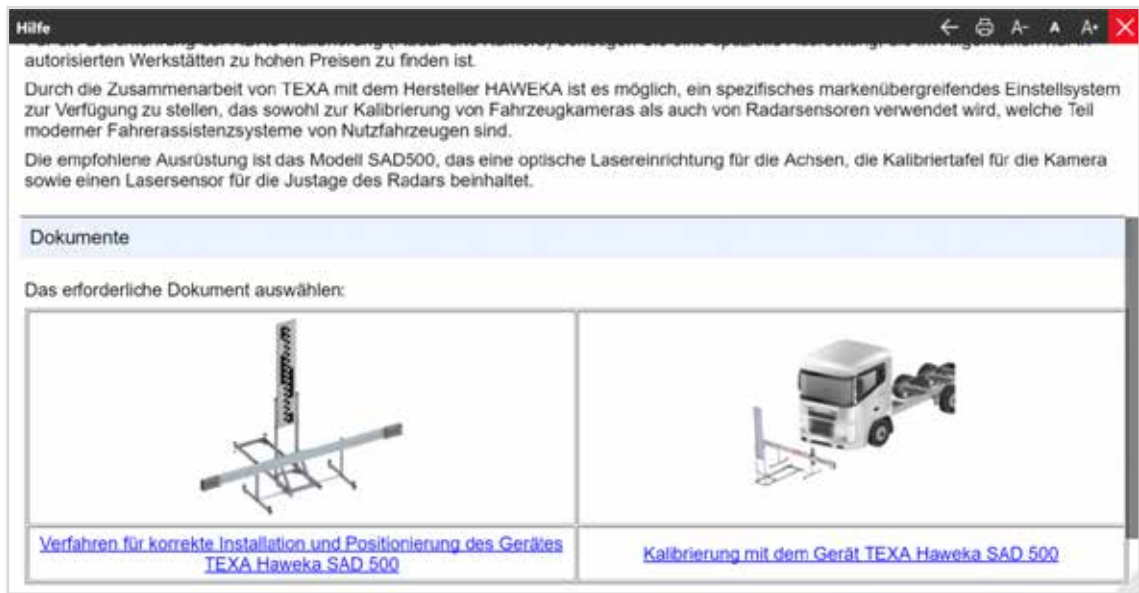 Hilfe
A- A A+
autorisierten Werkstätten zu hohen Preisen zu finden ist.
Durch die Zusammenarbeit von TEXA mit dem Hersteller HAWEKA ist es möglich, ein spezifisches markenübergreifendes Einstellsystem
zur Verfügung zu stellen, das sowohl zur Kalibrierung von Fahrzeugkameras als auch von Radarsensoren verwendet wird, welche Teil
moderner Fahrerassistenzsysteme von Nutzfahrzeugen sind.
Die empfohlene Ausrüstung ist das Modell SAD500, das eine optische Lasereinrichtung für die Achsen, die Kalibriertafel für die Kamera
sowie einen Lasersensor für die Justage des Radars beinhaltet.
Dokumente
Das erforderliche Dokument auswählen:
Verfahren für korrekte Installation und Positionierung des Gerätes
TEXA Haweka SAD 500
Kalibrierung mit dem Gerät TEXA Haweka SAD 500